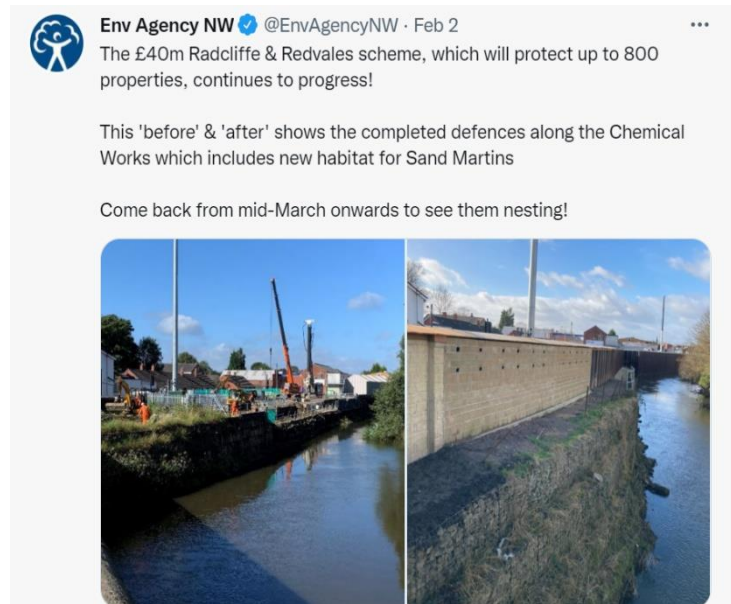 Env Agency NW @EnvAgencyNW · Feb 2
The £40m Radcliffe & Redvales scheme, which will protect up to 800
properties, continues to progress!
This 'before' & 'after' shows the completed defences along the Chemical
Works which includes new habitat for Sand Martins
Come back from mid-March onwards to see them nesting!